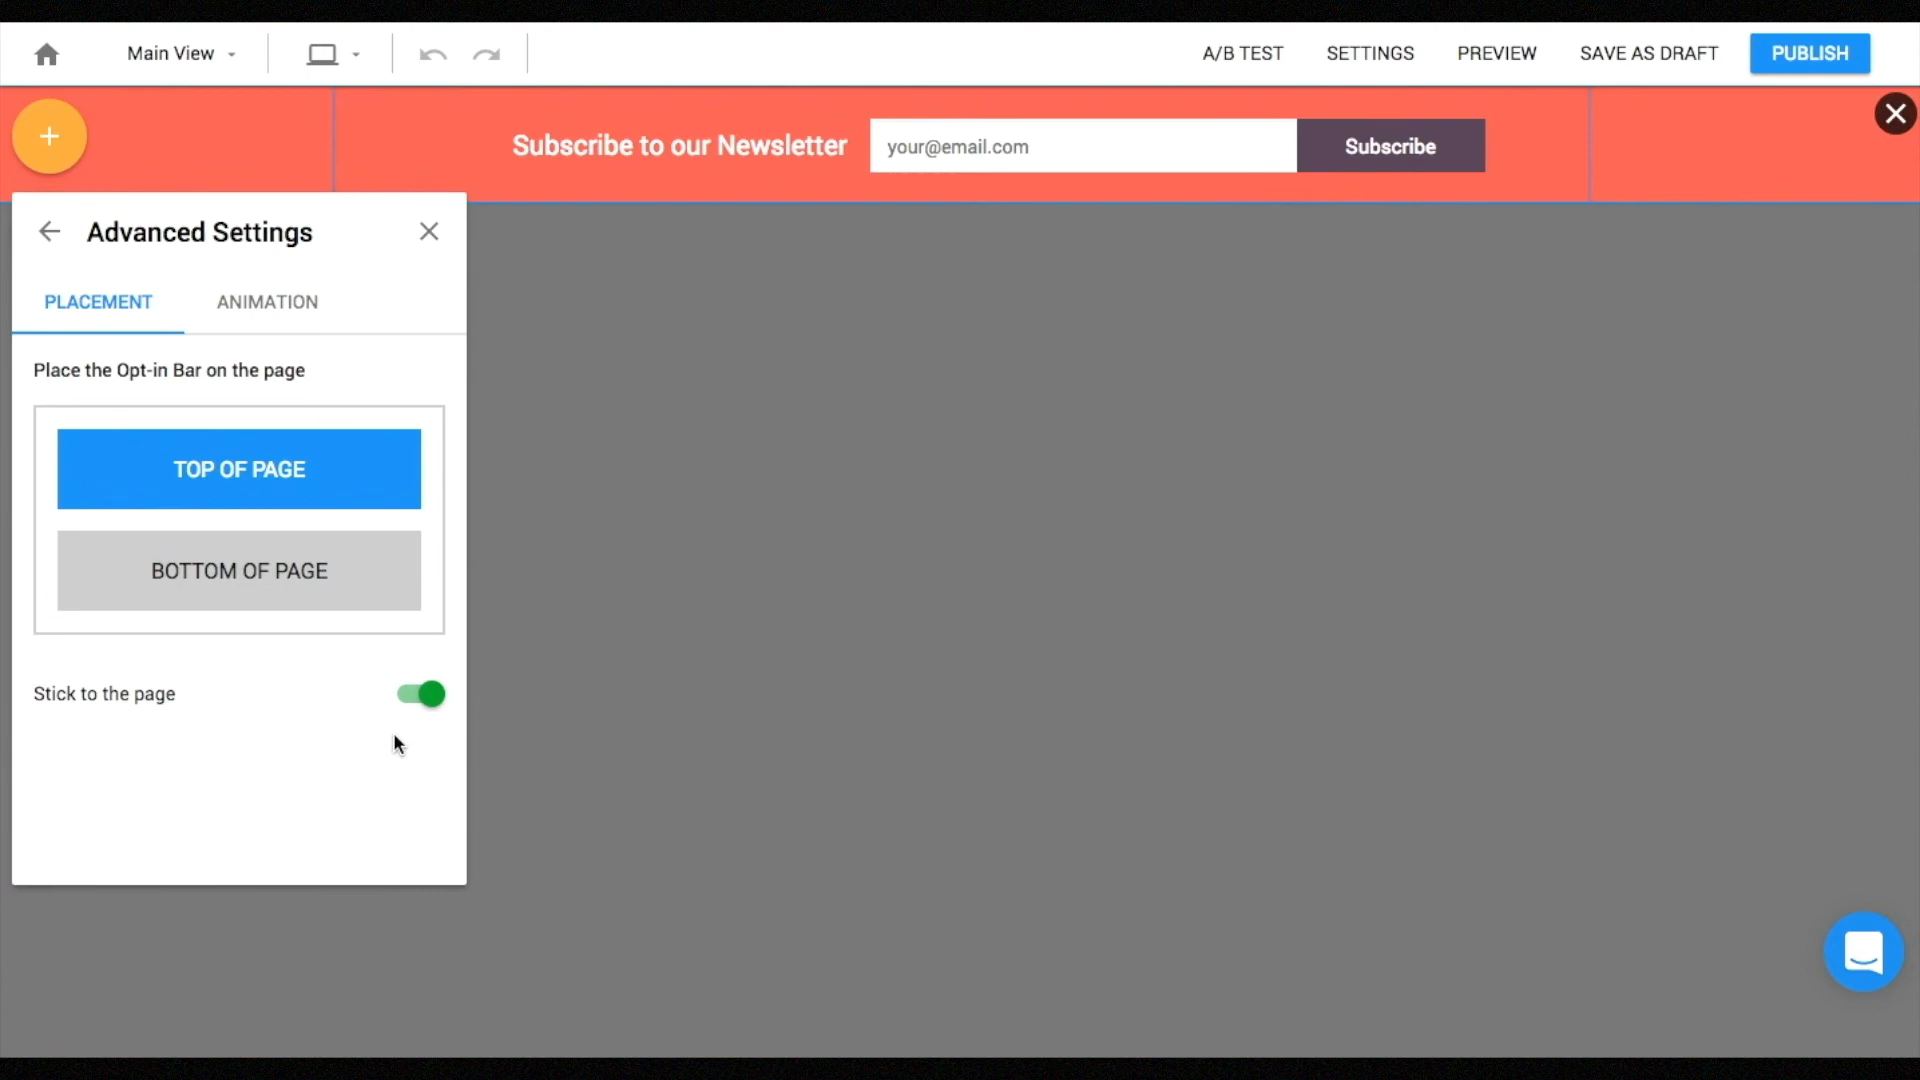 Main View
A/B TEST
SETTINGS
PREVIEW
SAVE AS DRAFT
PUBLISH
Subscribe to our Newsletter
your@email.com
Subscribe
Advanced Settings
PLACEMENT
ANIMATION
Place the Opt-in Bar on the page
TOP OF PAGE
BOTTOM OF PAGE
Stick to the page